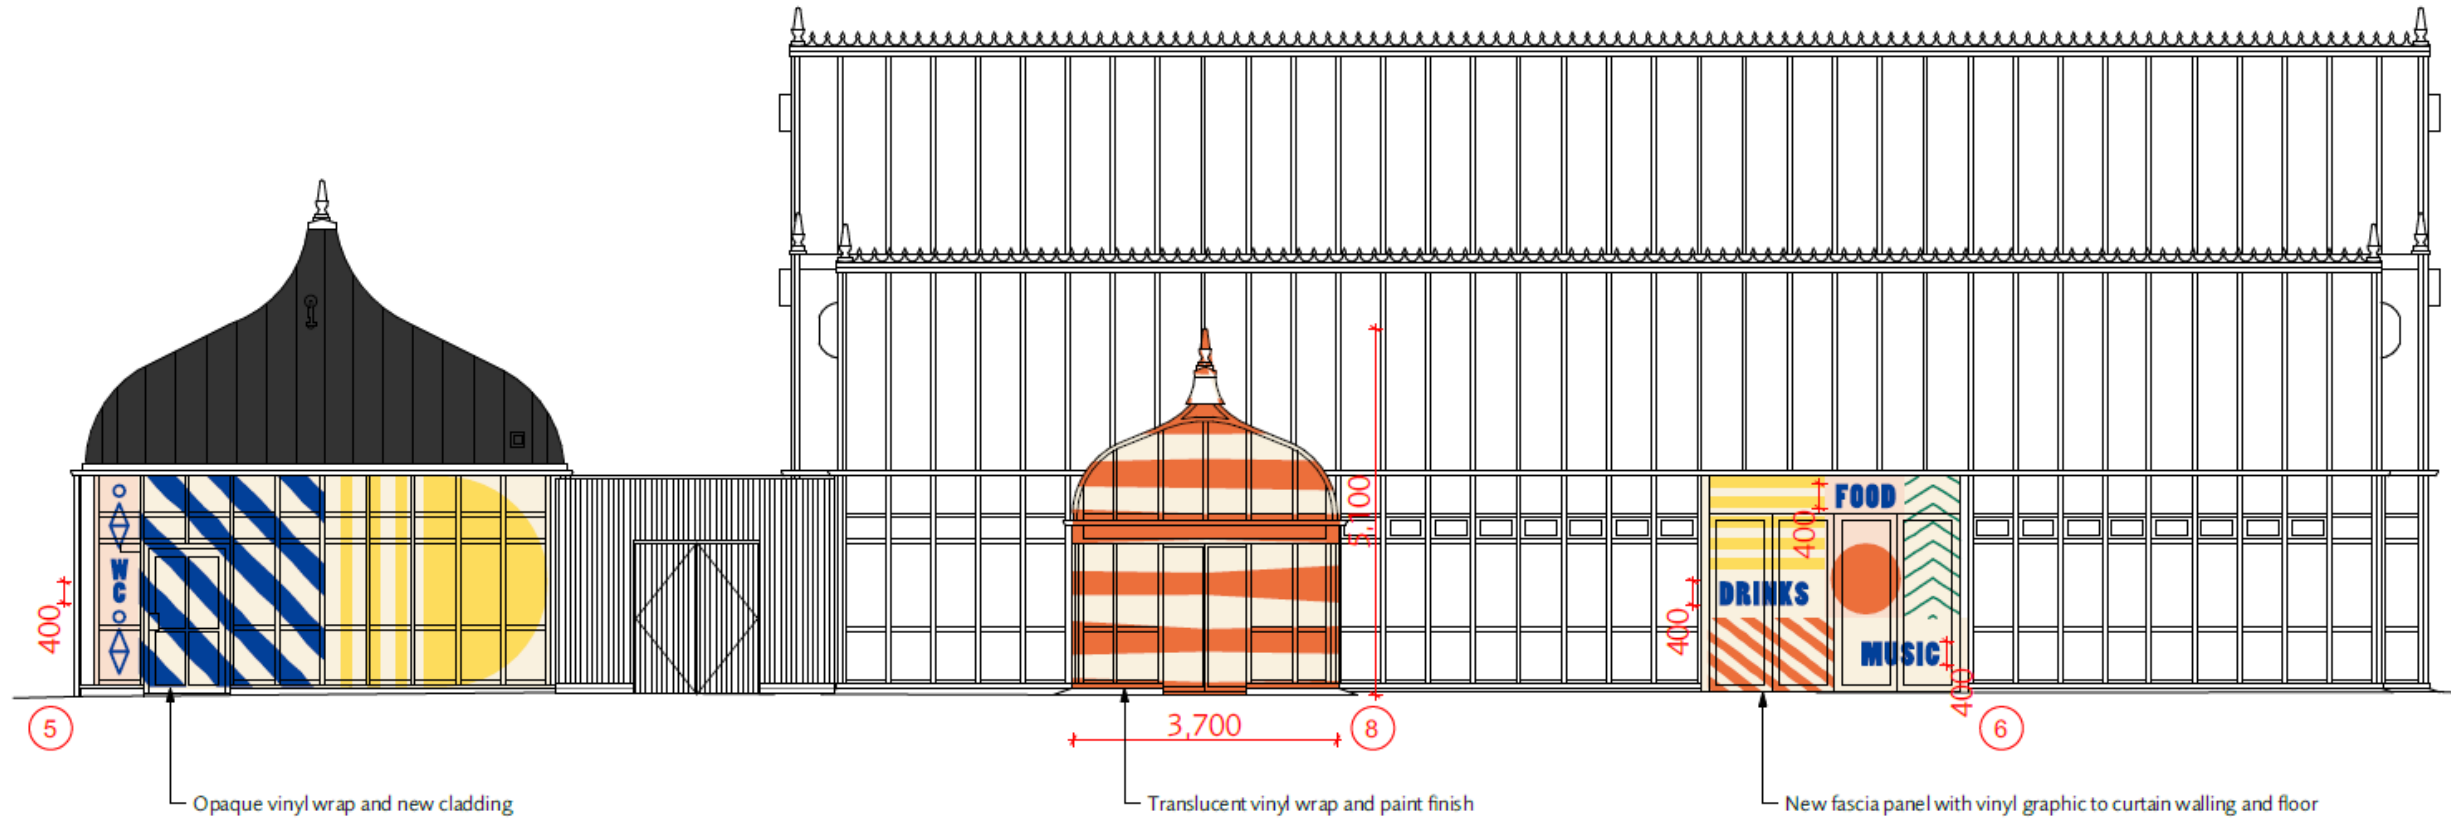 WC
FOOD
DRINKS
MUSIC
400
5,100
400
400
400
3,700
5
8
6
Opaque vinyl wrap and new cladding
Translucent vinyl wrap and paint finish
New fascia panel with vinyl graphic to curtain walling and floor